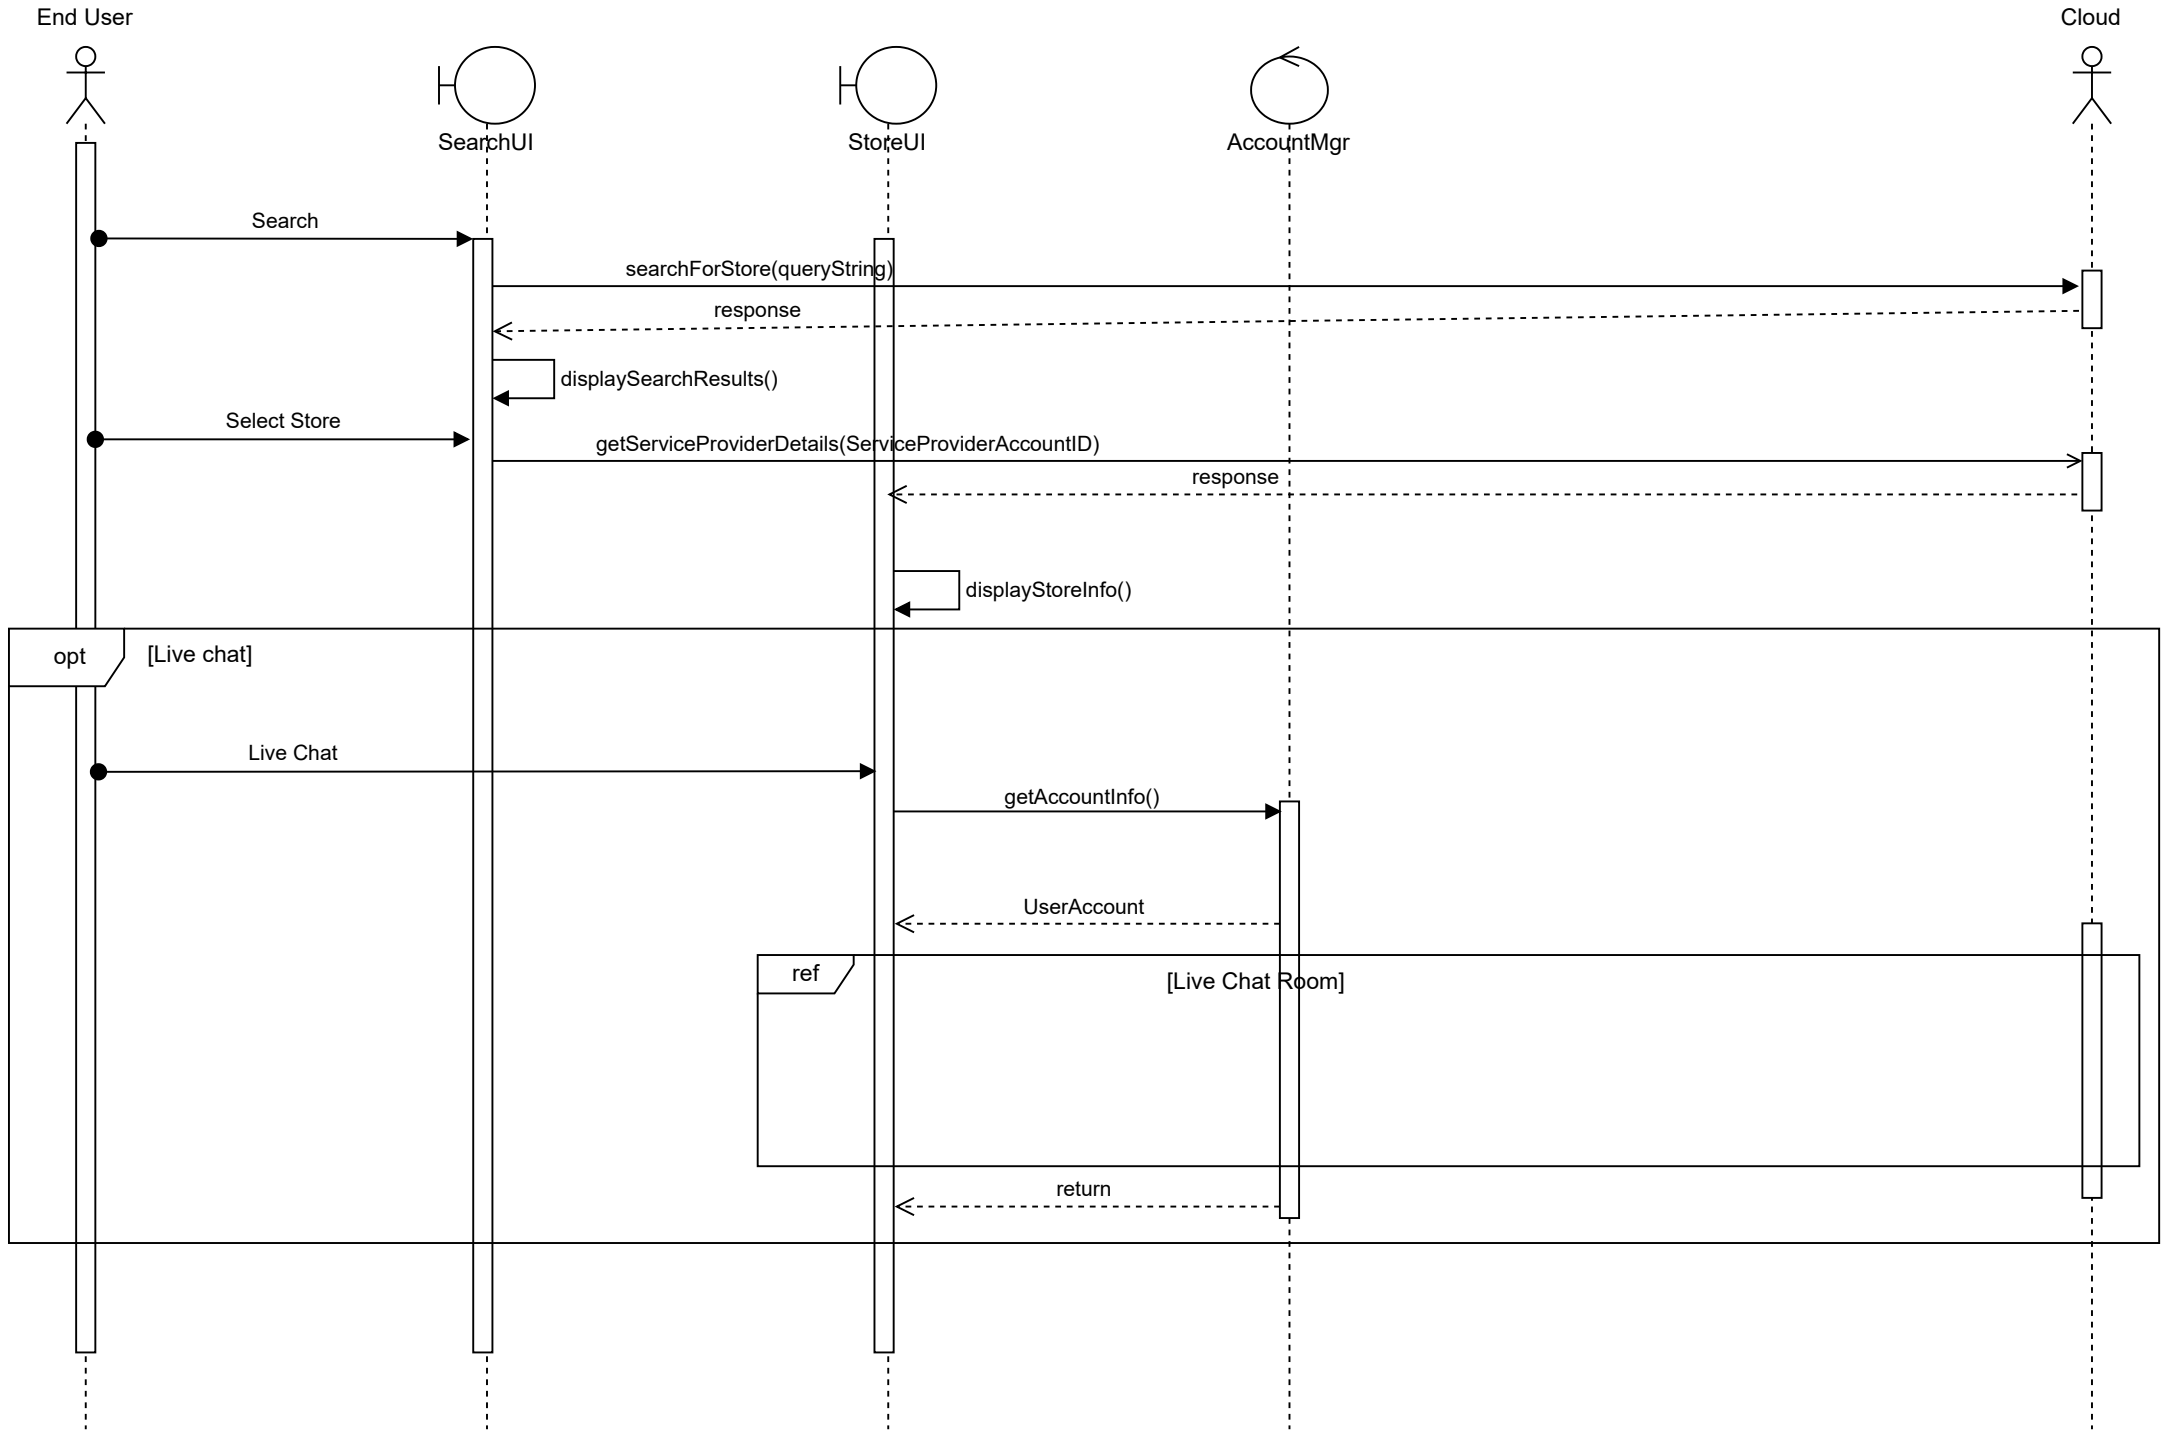 End User
Cloud
SearchUI
StoreUI
AccountMgr
Search
searchForStore(queryString)
response
displaySearchResults()
Select Store
getServiceProviderDetails(ServiceProviderAccountID)
response
displayStoreInfo()
opt
[Live chat]
Live Chat
getAccountInfo()
UserAccount
ref
[Live Chat Room]
return